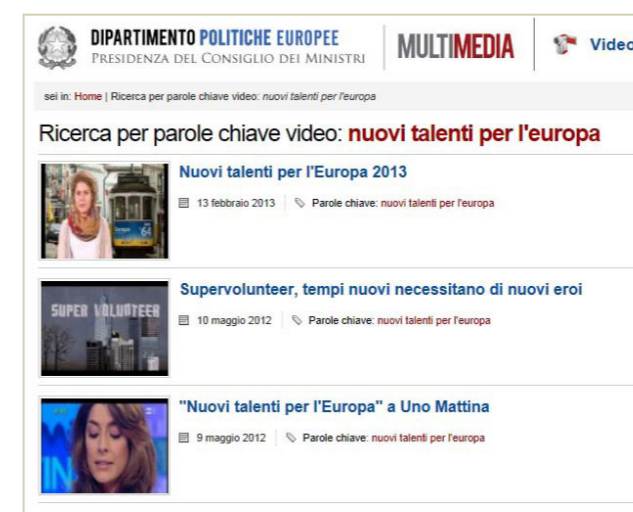 DIPARTIMENTO POLITICHE EUROPEE
PRESIDENZA DEL CONSIGLIO DEI MINISTRI
MULTIMEDIA
Video
sei in: Home | Ricerca per parole chiave video: nuovi talenti per l'europa
Ricerca per parole chiave video: nuovi talenti per l'europa
Nuovi talenti per l'Europa 2013
13 febbraio 2013 Parole chiave: nuovi talenti per l'europa
Supervolunteer, tempi nuovi necessitano di nuovi eroi
SUPER VOLUNTEER
10 maggio 2012 Parole chiave: nuovi talenti per l'europa
"Nuovi talenti per l'Europa" a Uno Mattina
9 maggio 2012 Parole chiave: nuovi talenti per l'europa
IN